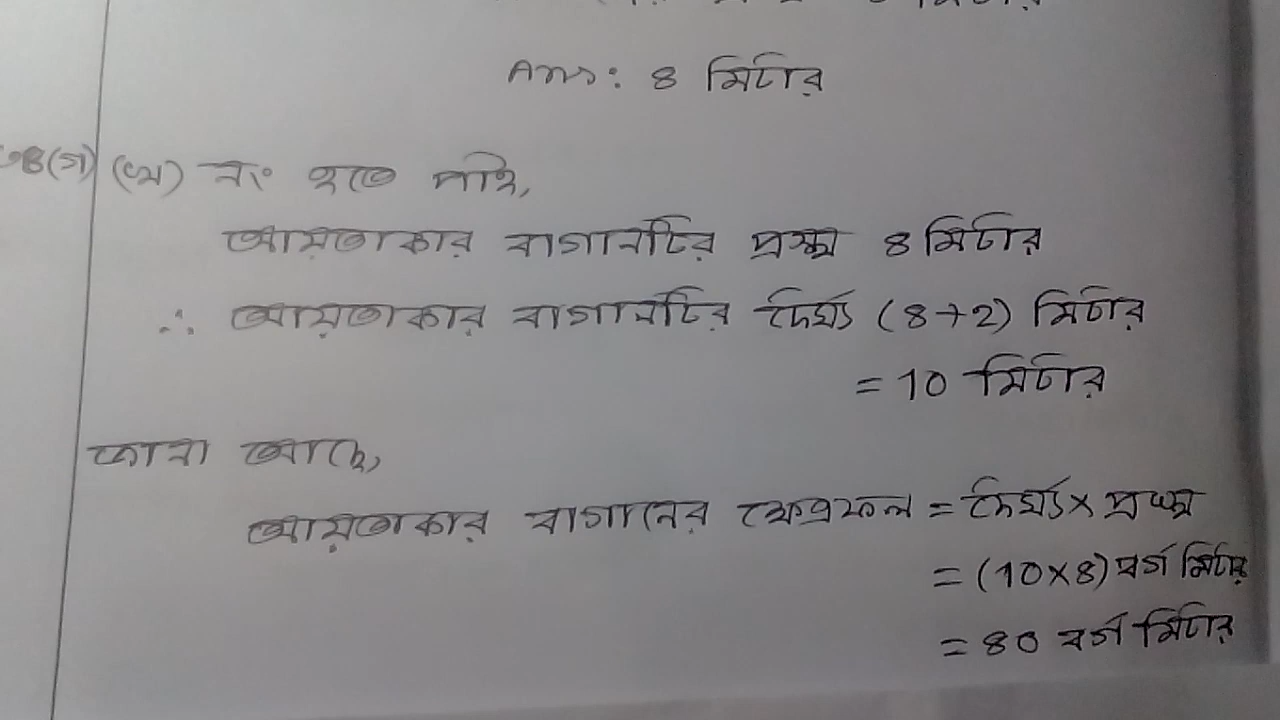 মিটার
Ans: 8 মিটার
(গ) (খ) নং হতে পাই,
আয়তাকার বাগানটির প্রস্থ 8 মিটার
∴ আয়তাকার বাগানটির দৈর্ঘ্য (8+2) মিটার
= 10 মিটার
জানা আছে,
আয়তাকার বাগানের ক্ষেত্রফল = দৈর্ঘ্য × প্রস্থ
= (10×8) বর্গ মিটার
= 80 বর্গ মিটার